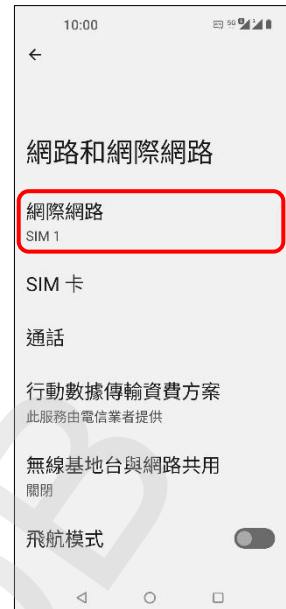 10:00
5G
網路和網際網路
網際網路
SIM 1
SIM 卡
通話
行動數據傳輸資費方案
此服務由電信業者提供
無線基地台與網路共用
關閉
飛航模式